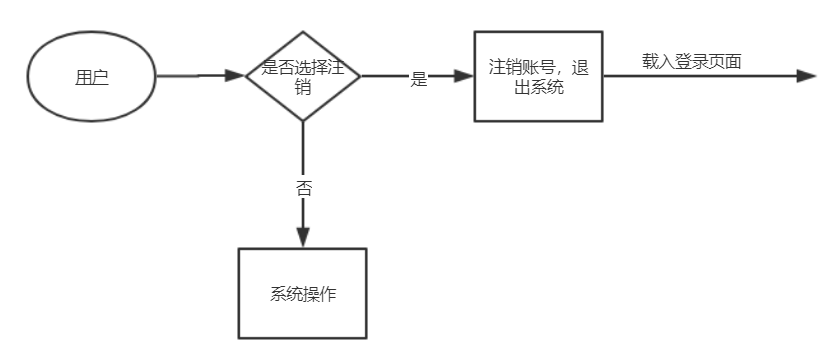 用户
是否选择注
销
是
注销账号，退
出系统
载入登录页面
否
系统操作